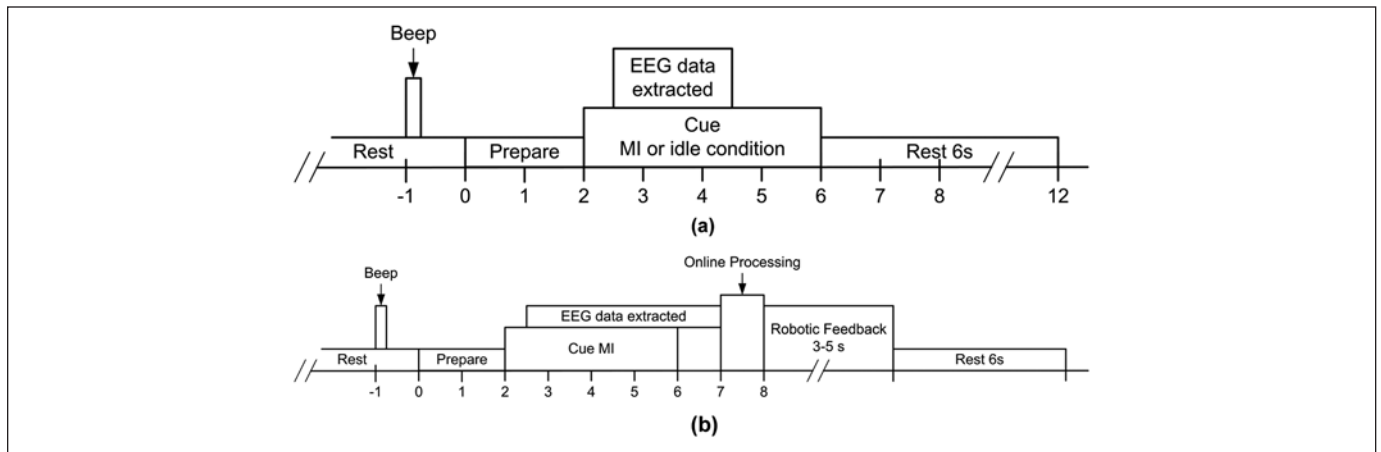 Beep
EEG data
extracted
Cue
MI or idle condition
Rest
Prepare
Rest 6s
-1 0 1 2 3 4 5 6 7 8 12
(a)
Online Processing
Beep
EEG data extracted
Robotic Feedback
3-5 s
Rest
Prepare
Cue MI
Rest 6s
-1 0 1 2 3 4 5 6 7 8
(b)